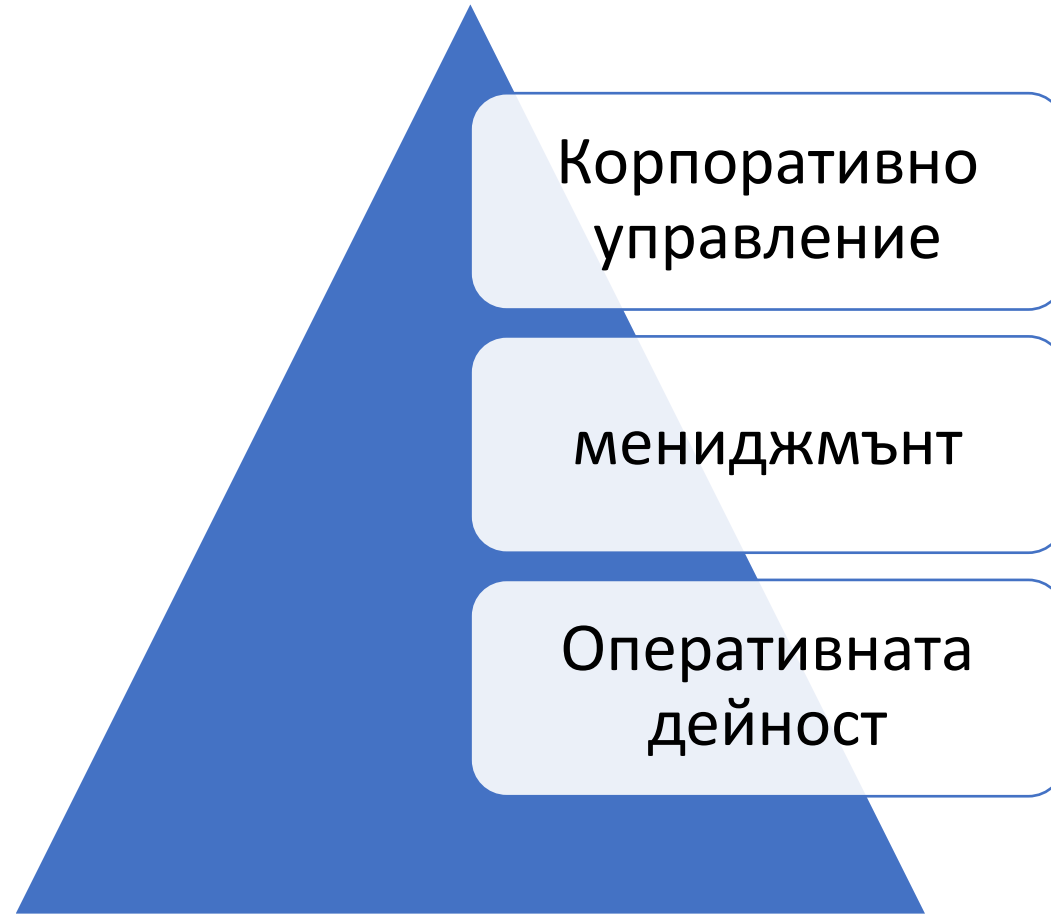 Корпоративно
управление
мениджмънт
Оперативната
дейност